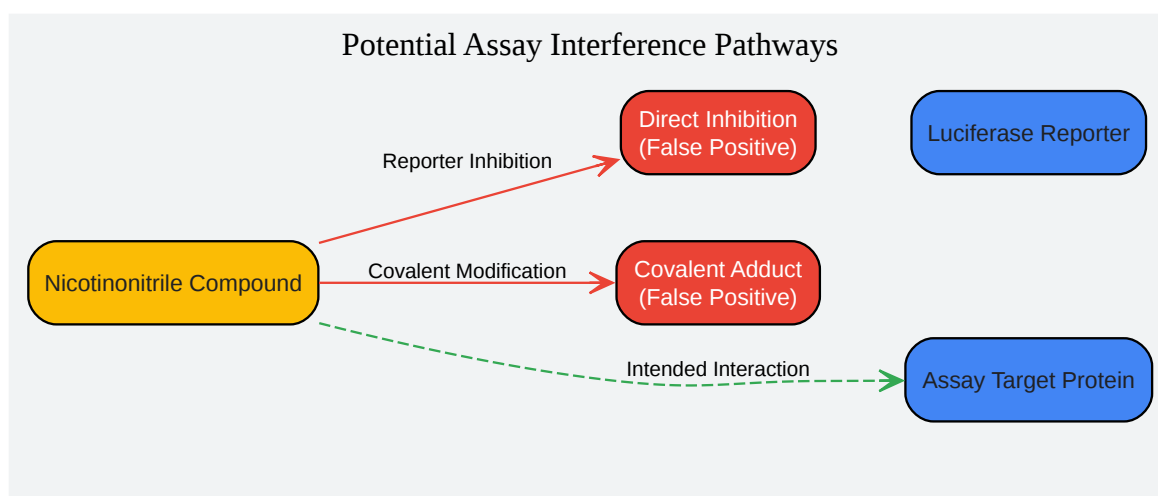 Potential Assay Interference Pathways
Direct Inhibition
(False Positive)
Luciferase Reporter
Reporter Inhibition
Nicotinonitrile Compound
Covalent Modification
Covalent Adduct
(False Positive)
Intended Interaction
Assay Target Protein